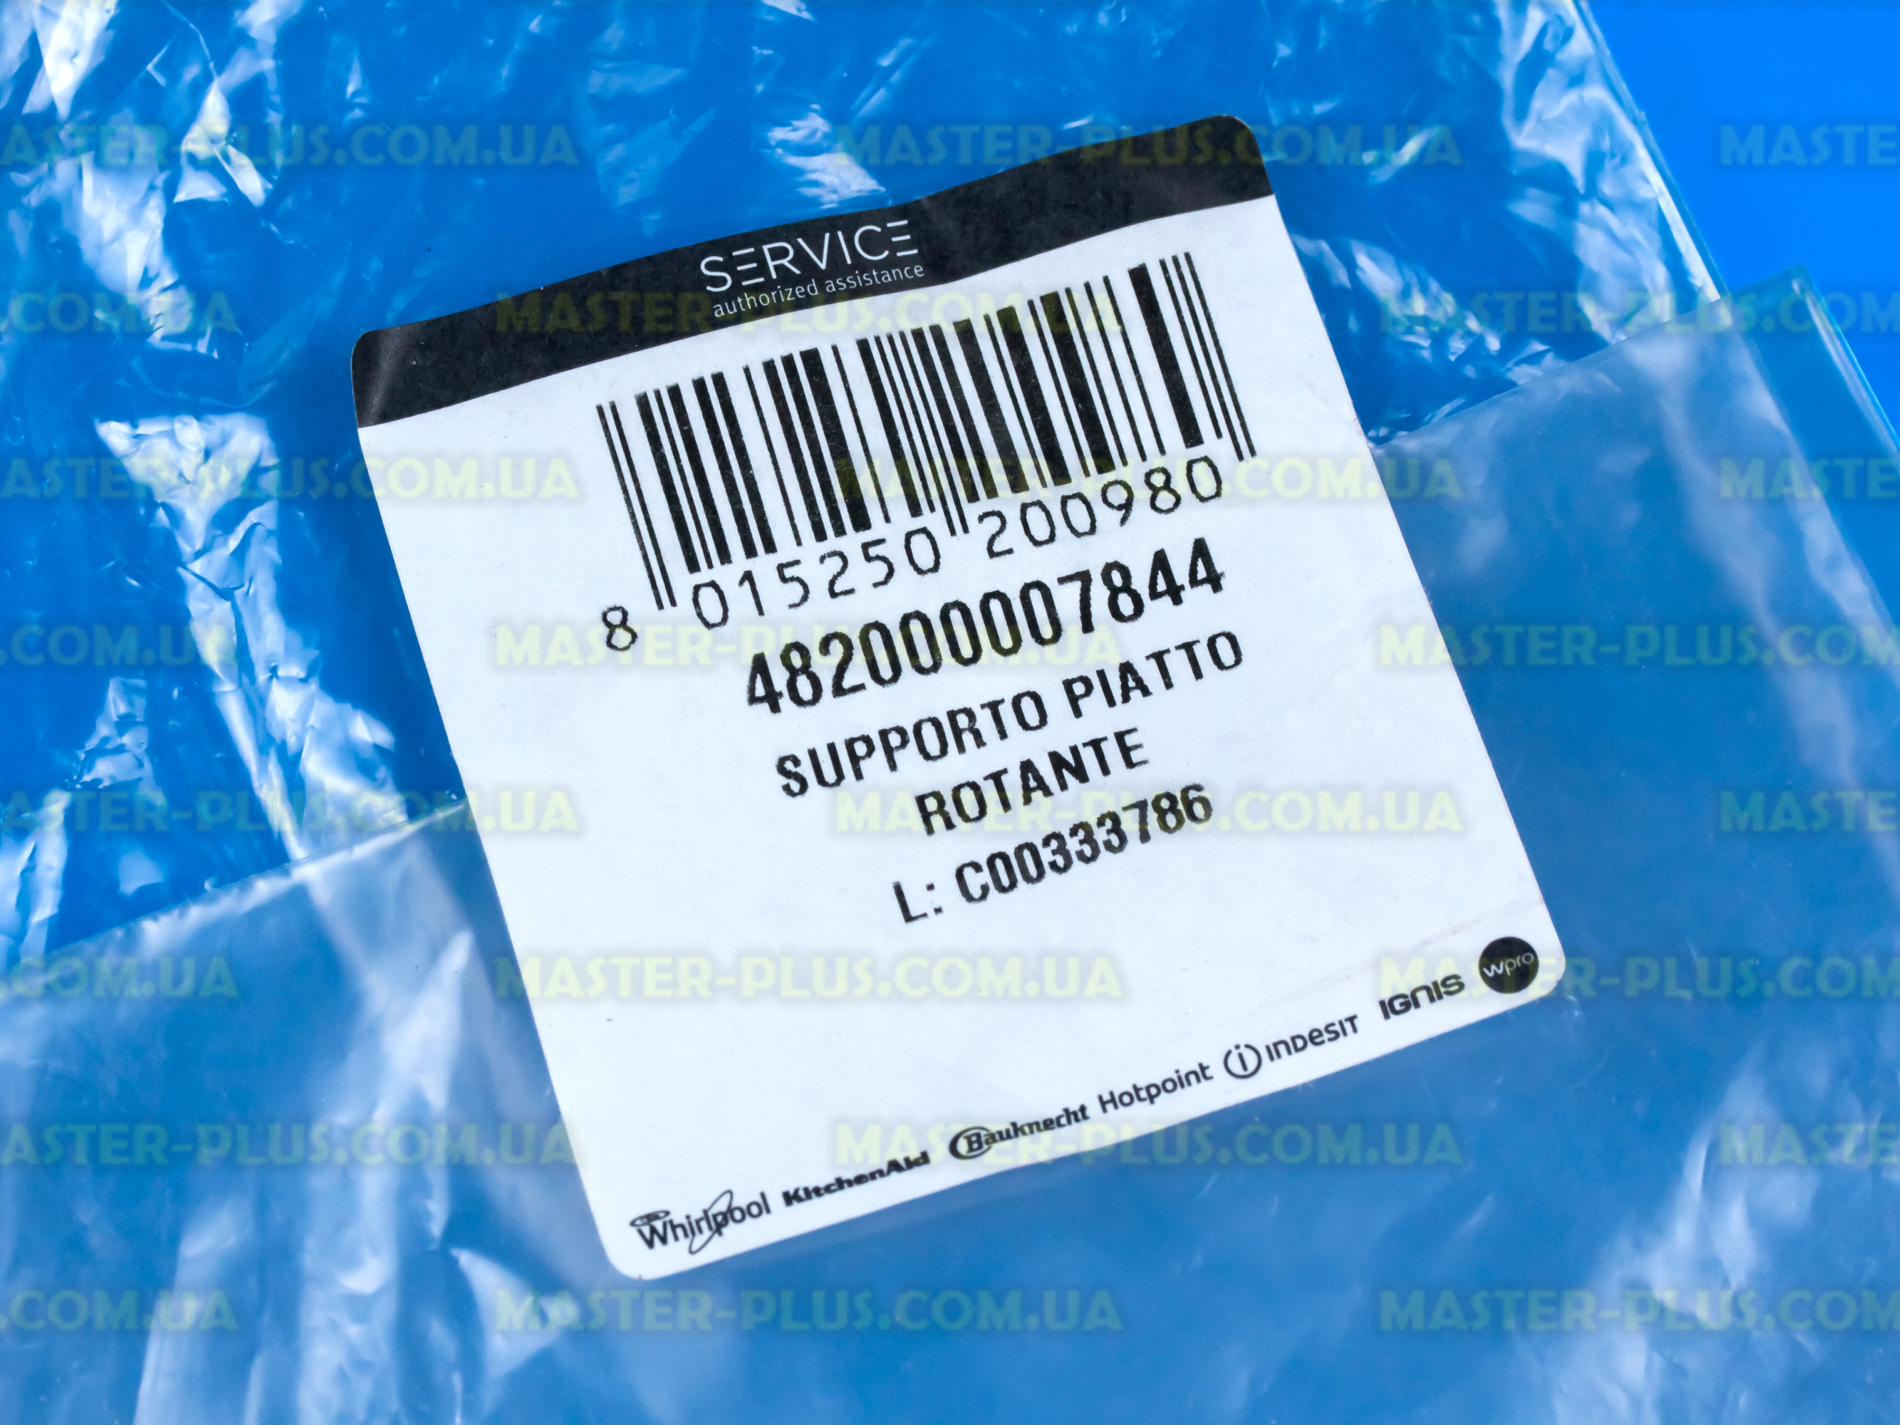 SERVICE
authorized assistance
8 015250 200980
482000007844
SUPPORTO PIATTO
ROTANTE
L: C00333786
Whirlpool KitchenAid Bauknecht Hotpoint indesit IGNIS wpro
MASTER-PLUS.COM.UA